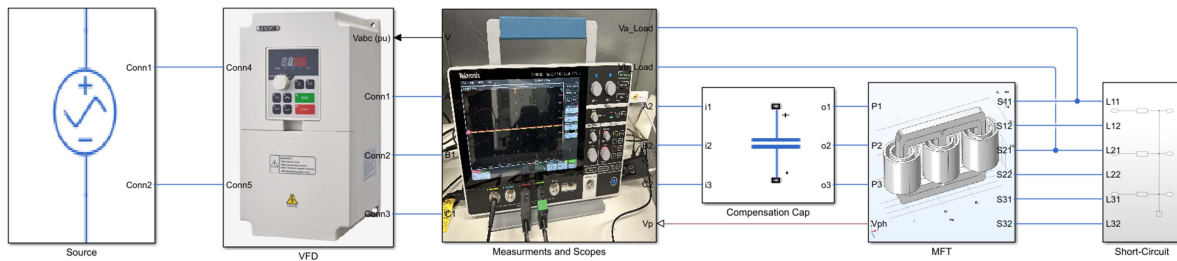 Source
Conn1
Conn2
VEVOR
Conn4
Conn5
Vabc (pu)
Conn1
Conn2
Conn3
VFD
V
A
B1
C1
Tektronix
Va_Load
A2
B2
C2
Vp
Measurments and Scopes
i1
i2
i3
o1
o2
o3
Compensation Cap
P1
P2
P3
Vph
S11
S12
S21
S22
S31
S32
MFT
L11
L12
L21
L22
L31
L32
Short-Circuit